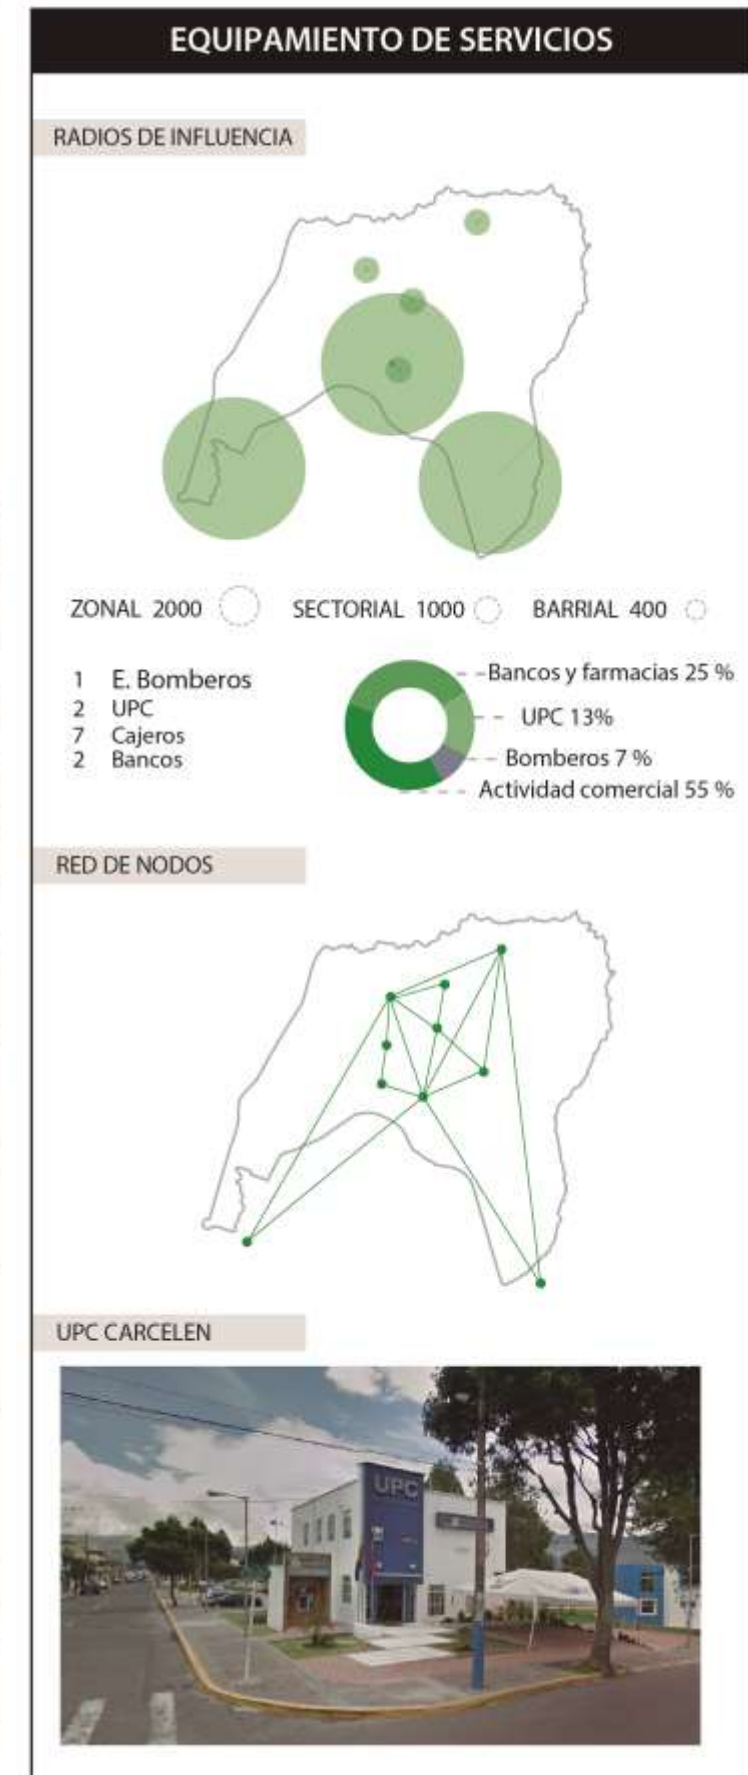 EQUIPAMIENTO DE SERVICIOS
RADIOS DE INFLUENCIA
ZONAL 2000 SECTORIAL 1000 BARRIAL 400
1 E. Bomberos
2 UPC
7 Cajeros
2 Bancos
Bancos y farmacias 25 %
UPC 13%
Bomberos 7 %
Actividad comercial 55 %
RED DE NODOS
UPC CARCELEN
UPC